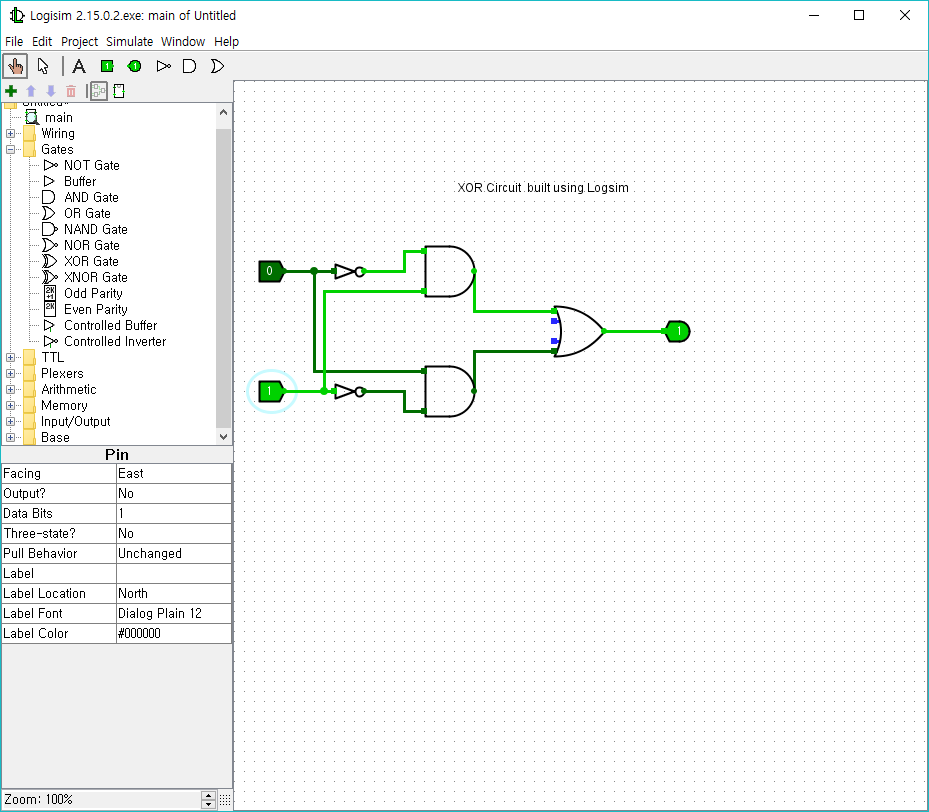 Logisim 2.15.0.2.exe: main of Untitled
File Edit Project Simulate Window Help
A 1 1
Untitled*
main
Wiring
Gates
NOT Gate
Buffer
AND Gate
OR Gate
NAND Gate
NOR Gate
XOR Gate
XNOR Gate
2K+1 Odd Parity
2K Even Parity
Controlled Buffer
Controlled Inverter
TTL
Plexers
Arithmetic
Memory
Input/Output
Base
Pin
Facing East
Output? No
Data Bits 1
Three-state? No
Pull Behavior Unchanged
Label
Label Location North
Label Font Dialog Plain 12
Label Color #000000
Zoom: 100%
XOR Circuit built using Logsim
0
1
1